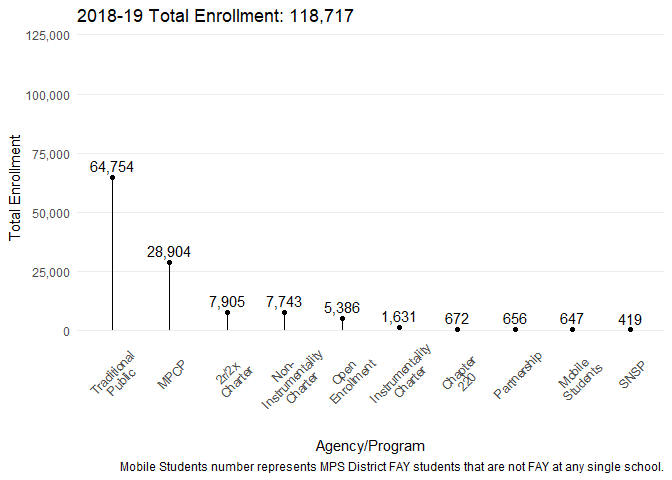 2018-19 Total Enrollment: 118,717
125,000
100,000
75,000
50,000
25,000
0
Total Enrollment
64,754
28,904
7,905
7,743
5,386
1,631
672
656
647
419
Traditional
Public
MPCP
2r/2x
Charter
Non-
Instrumentality
Charter
Open
Enrollment
Instrumentality
Charter
Chapter
220
Partnership
Mobile
Students
SNSP
Agency/Program
Mobile Students number represents MPS District FAY students that are not FAY at any single school.